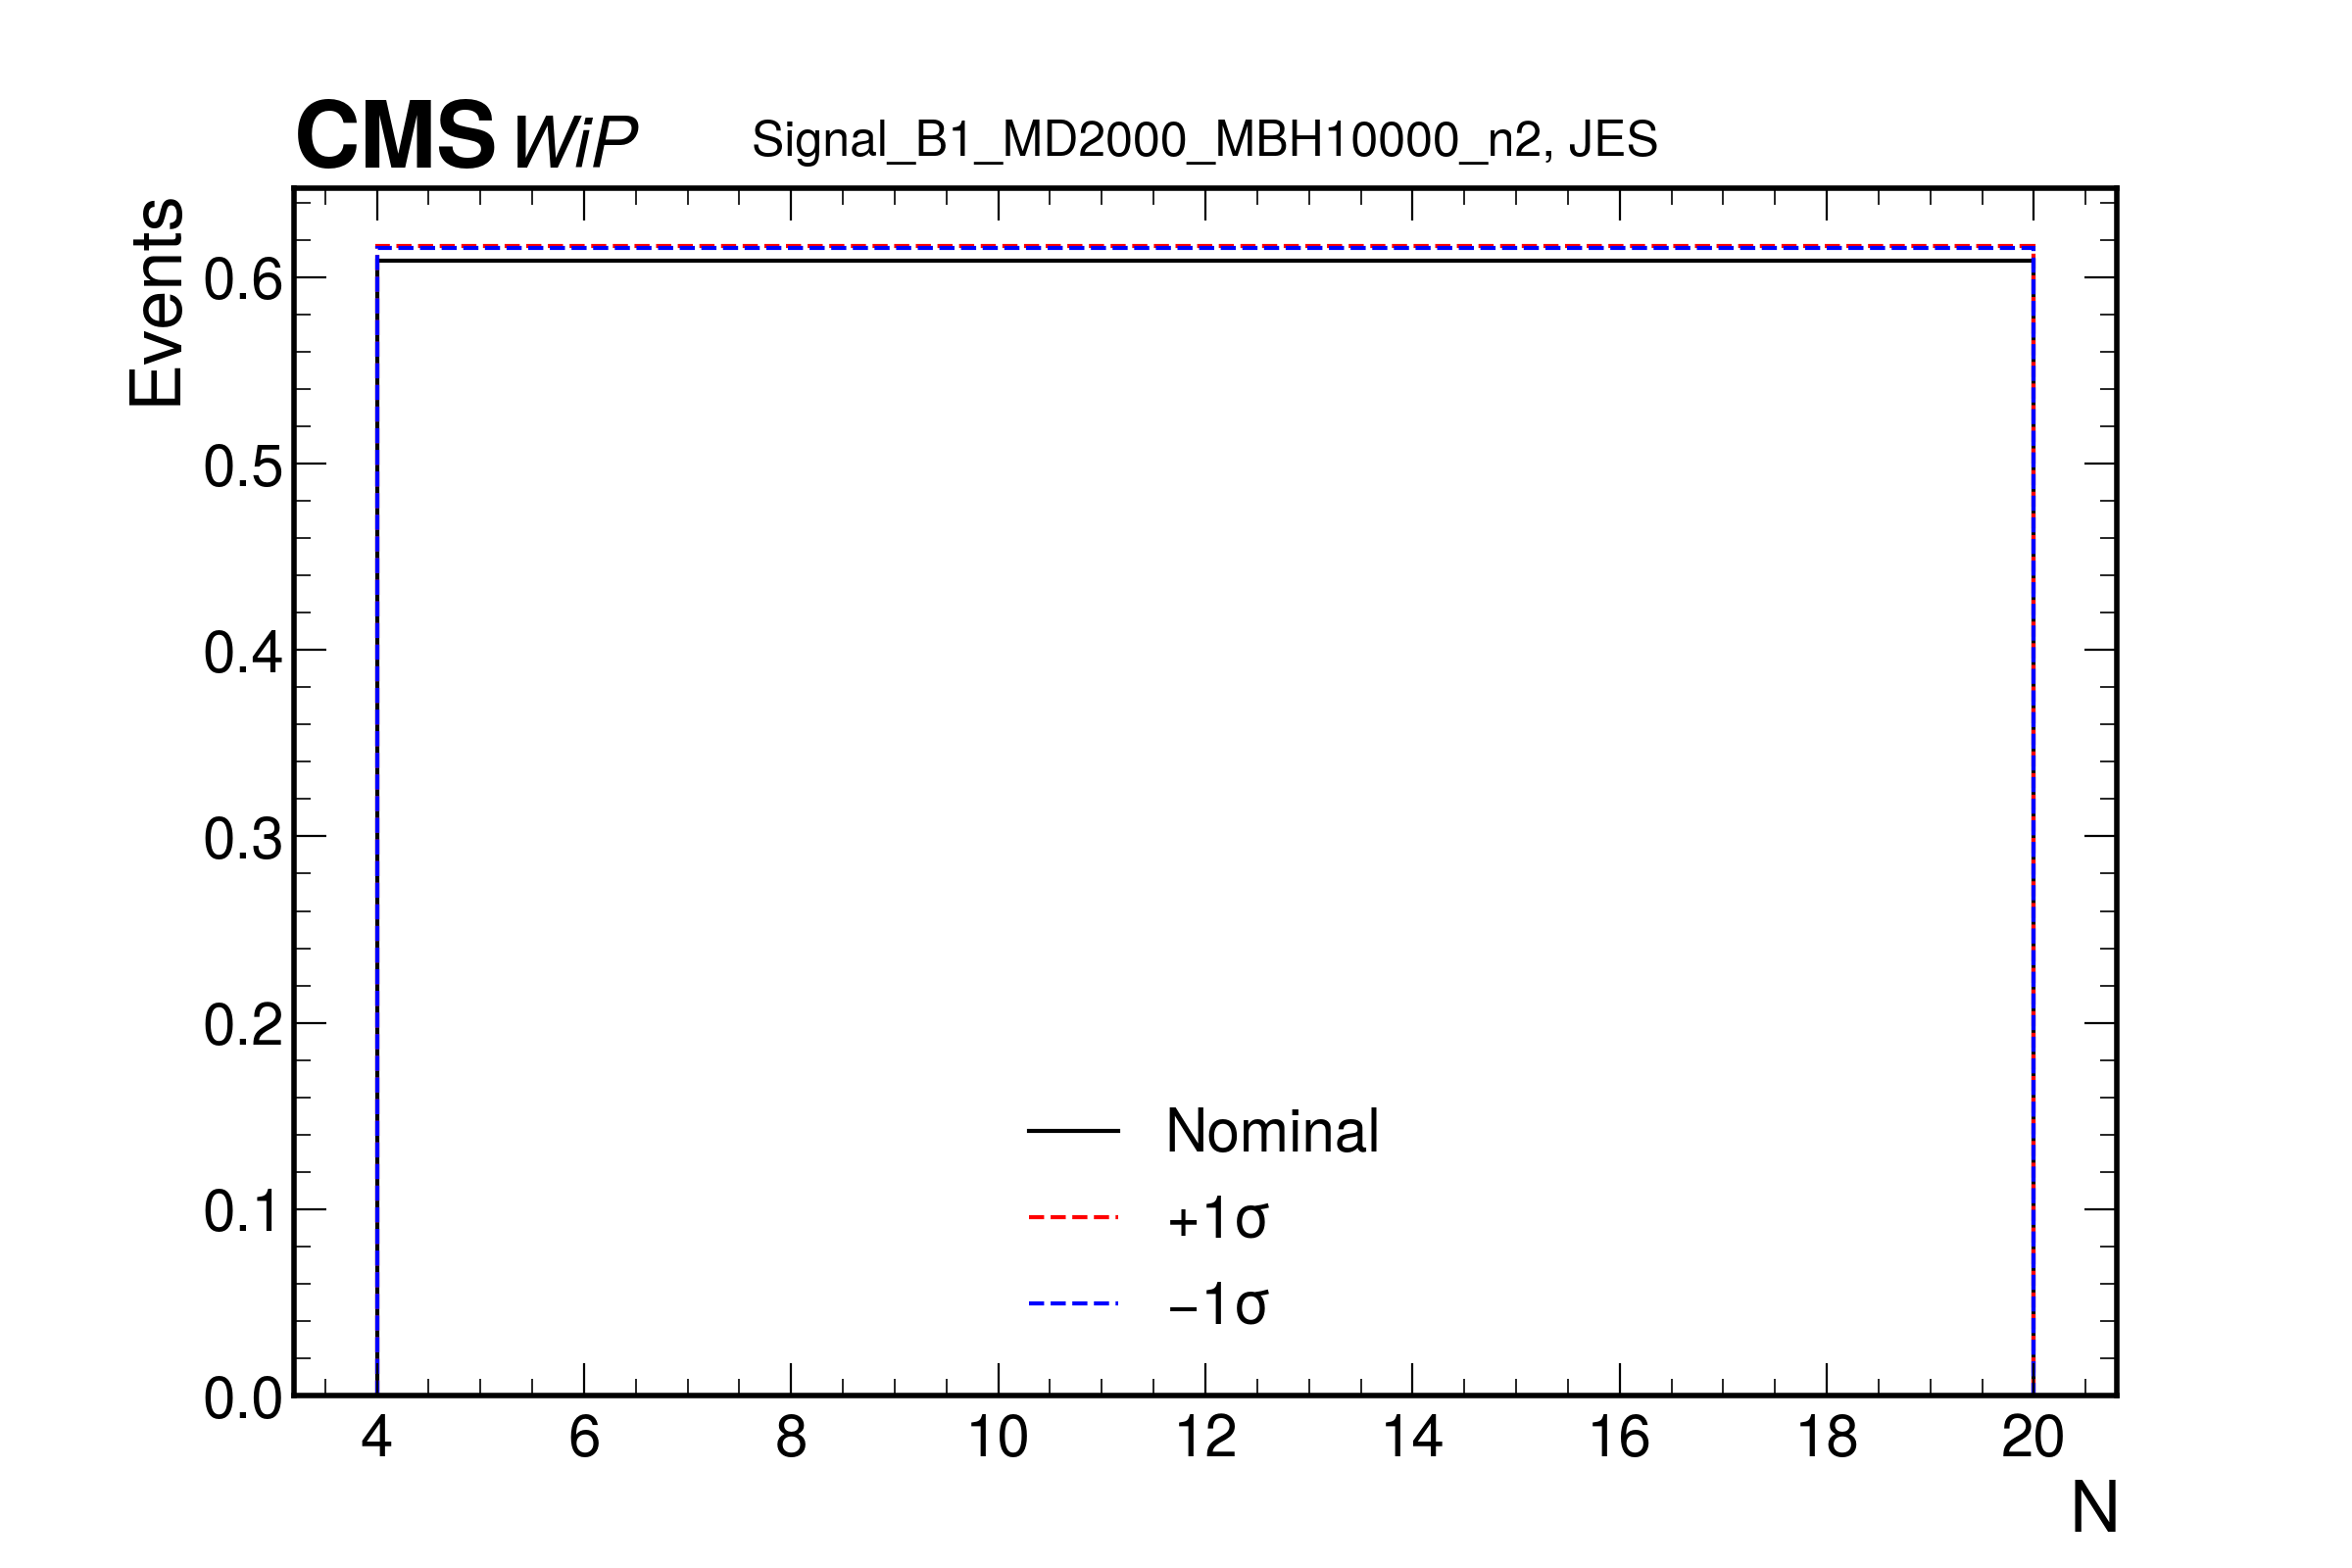 CMS WiP Signal_B1_MD2000_MBH10000_n2, JES
Events
0.6
0.5
0.4
0.3
0.2
0.1
0.0
Nominal
+1σ
−1σ
4 6 8 10 12 14 16 18 20
N